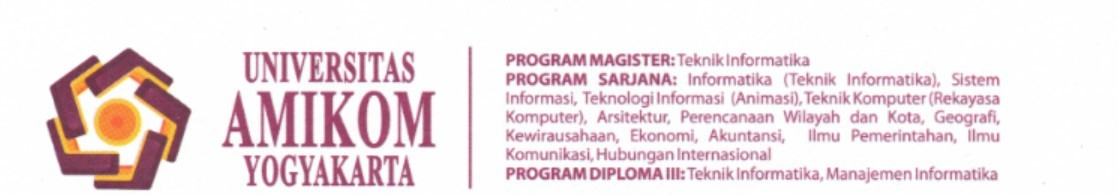 UNIVERSITAS
AMIKOM
YOGYAKARTA
PROGRAM MAGISTER: Teknik Informatika
PROGRAM SARJANA: Informatika (Teknik Informatika), Sistem
Informasi, Teknologi Informasi (Animasi), Teknik Komputer (Rekayasa
Komputer), Arsitektur, Perencanaan Wilayah dan Kota, Geografi,
Kewirausahaan, Ekonomi, Akuntansi, Ilmu Pemerintahan, Ilmu
Komunikasi, Hubungan Internasional
PROGRAM DIPLOMA III: Teknik Informatika, Manajemen Informatika